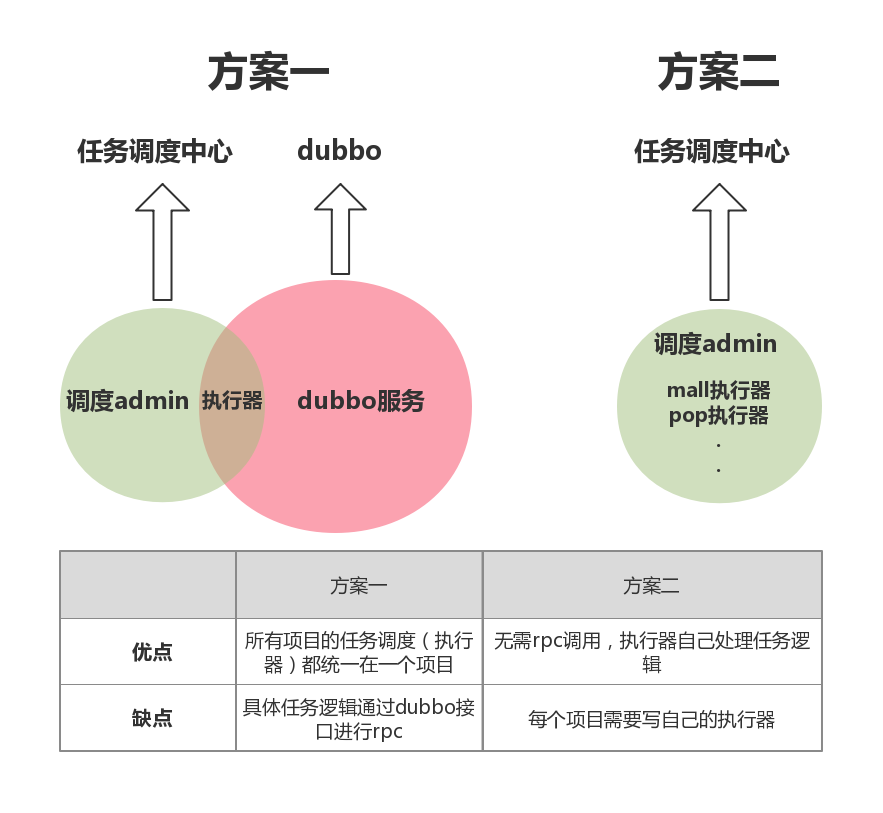 方案一
方案二
任务调度中心
dubbo
任务调度中心
调度admin
执行器
dubbo服务
调度admin
mall执行器
pop执行器
.
.
方案一
方案二
优点
所有项目的任务调度（执行
器）都统一在一个项目
无需rpc调用，执行器自己处理任务逻
辑
缺点
具体任务逻辑通过dubbo接
口进行rpc
每个项目需要写自己的执行器